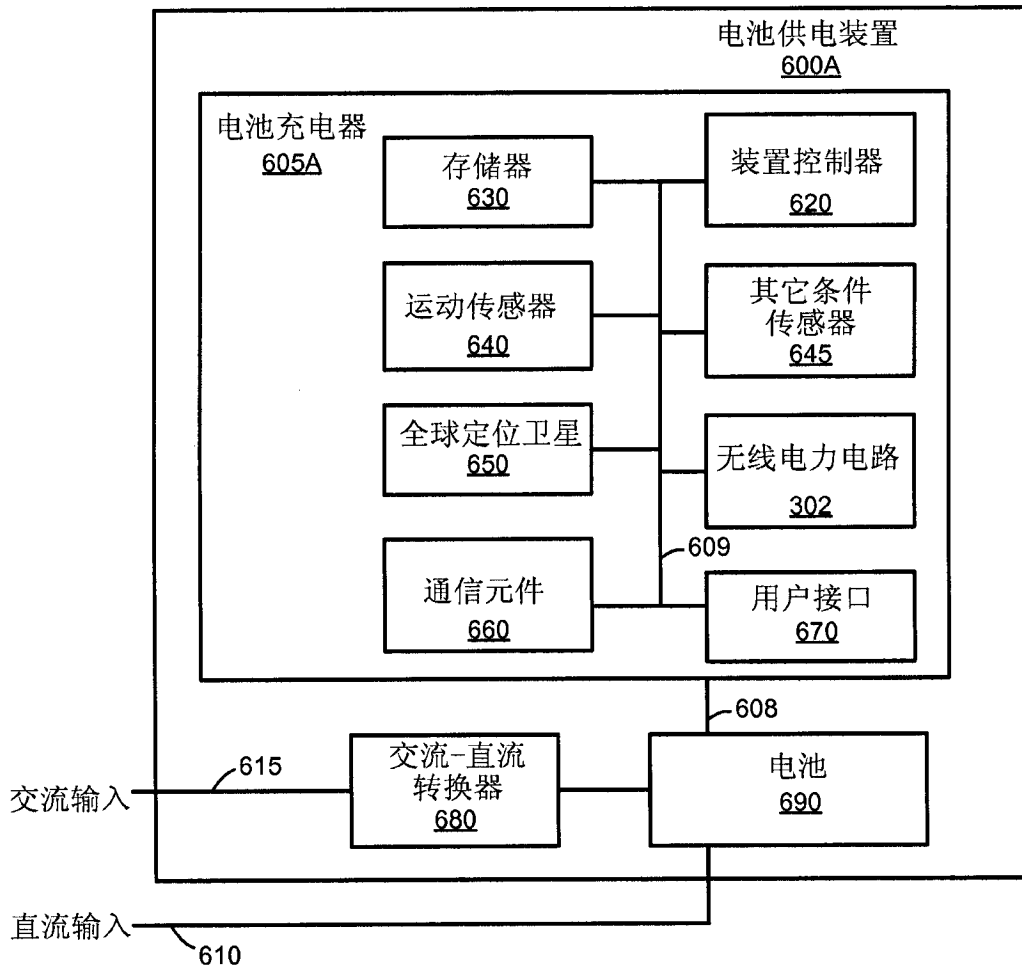 电池供电装置
600A
电池充电器
605A
存储器
630
装置控制器
620
运动传感器
640
其它条件
传感器
645
全球定位卫星
650
无线电力电路
302
609
通信元件
660
用户接口
670
608
615
交流输入
交流-直流
转换器
680
电池
690
直流输入
610